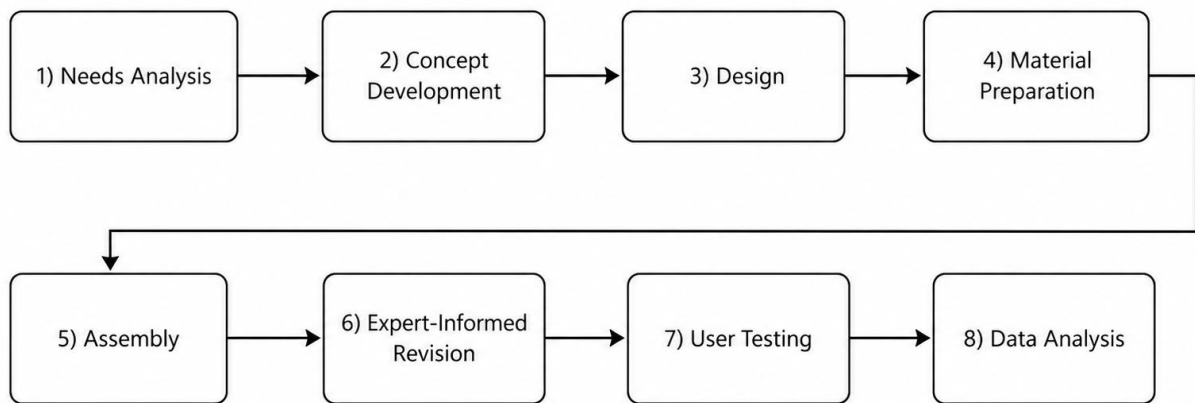 1) Needs Analysis
2) Concept
Development
3) Design
4) Material
Preparation
5) Assembly
6) Expert-Informed
Revision
7) User Testing
8) Data Analysis